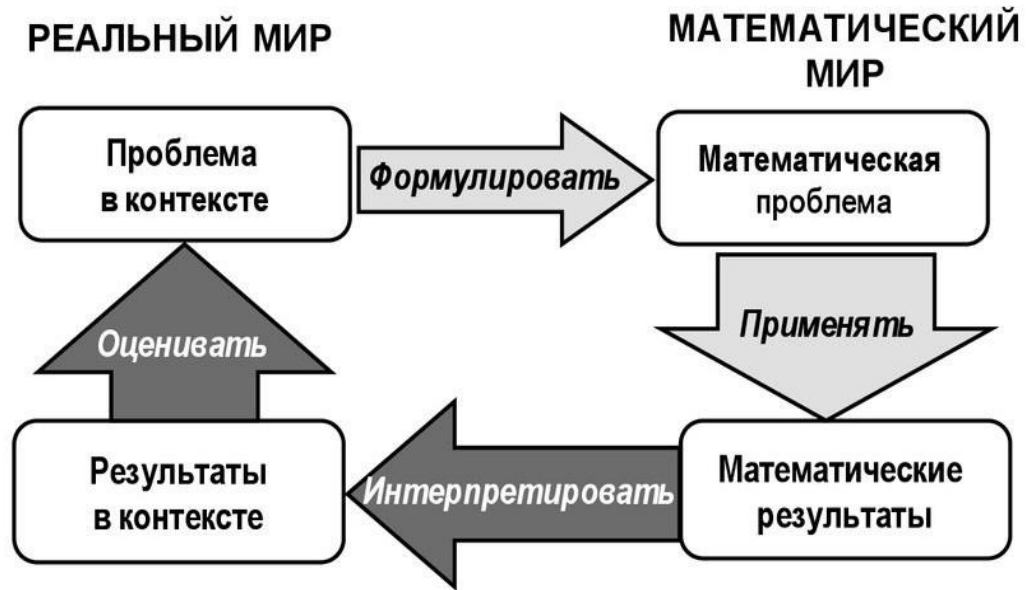 РЕАЛЬНЫЙ МИР
МАТЕМАТИЧЕСКИЙ
МИР
Проблема
в контексте
Формулировать
Математическая
проблема
Применять
Математические
результаты
Интерпретировать
Результаты
в контексте
Оценивать